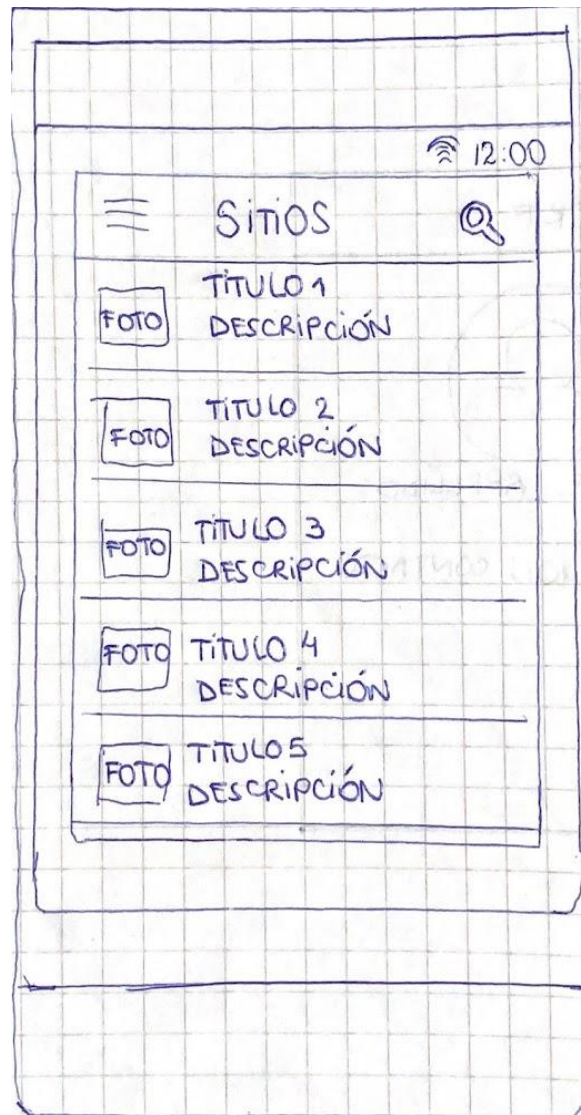 12:00
SITIOS
TITULO 1
FOTO
DESCRIPCIÓN
TITULO 2
FOTO
DESCRIPCIÓN
TITULO 3
FOTO
DESCRIPCIÓN
FOTO
TITULO 4
DESCRIPCIÓN
TITULO 5
FOTO
DESCRIPCIÓN